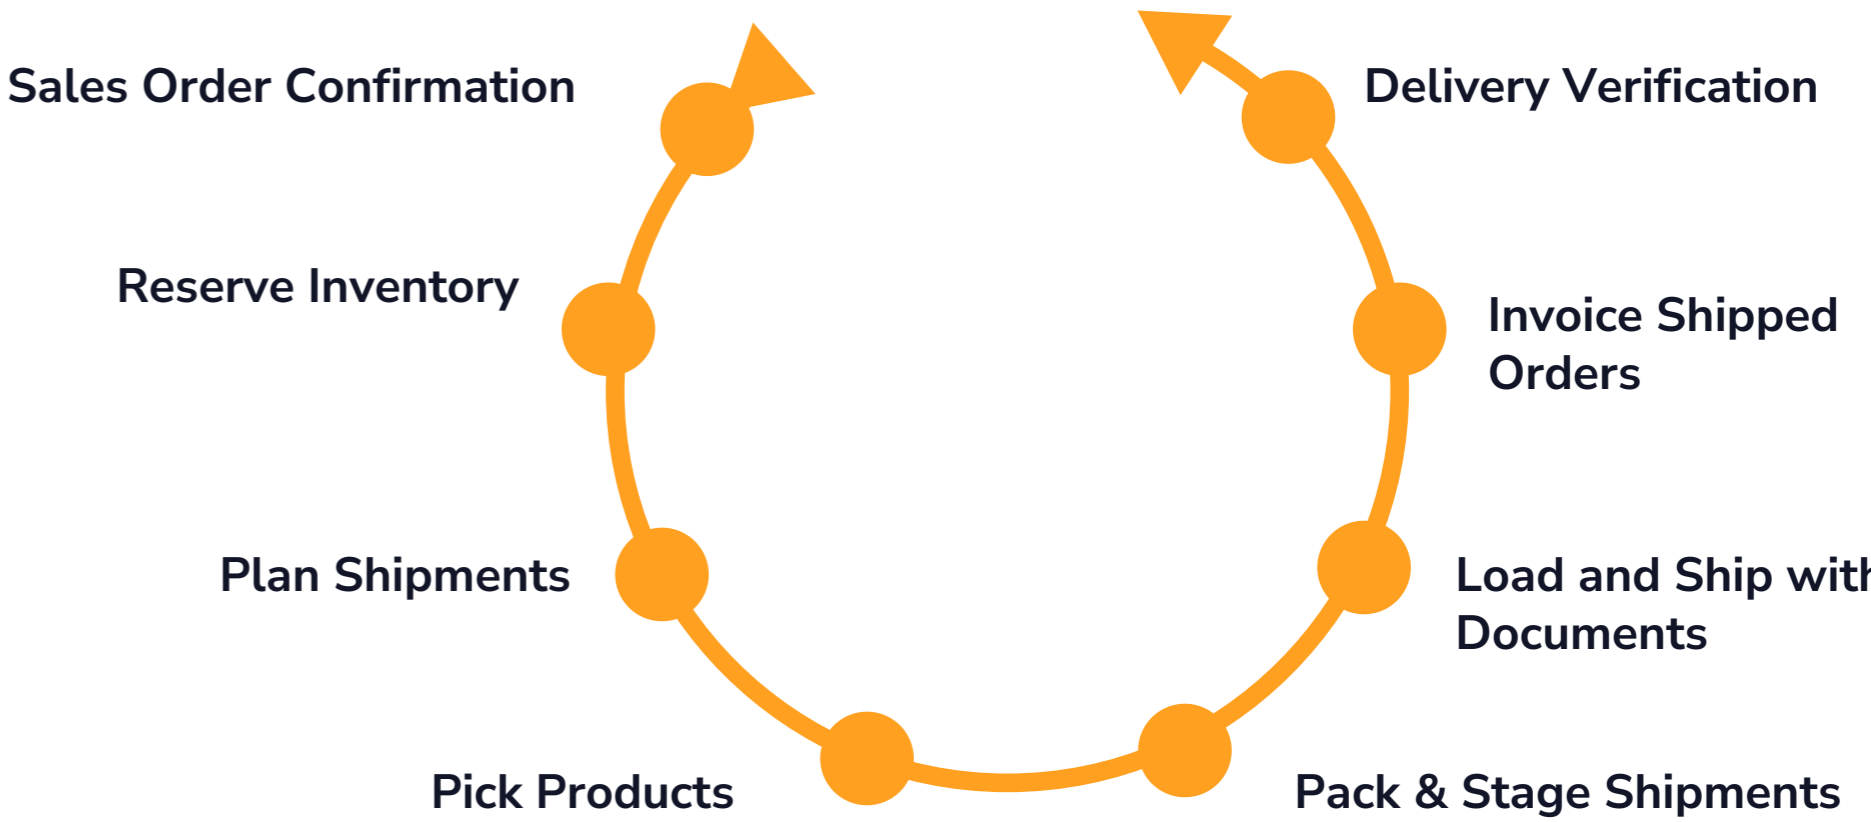 Sales Order Confirmation
Reserve Inventory
Plan Shipments
Pick Products
Pack & Stage Shipments
Load and Ship with
Documents
Invoice Shipped
Orders
Delivery Verification